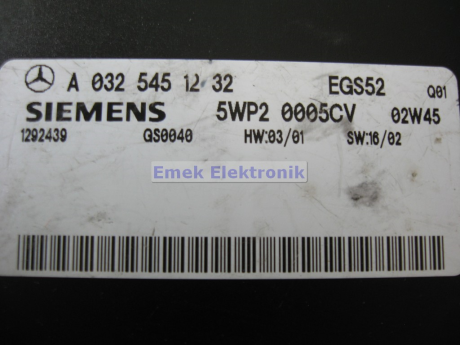 A 032 545 12 32 EGS52 Q01
SIEMENS 5WP2 0005CV 02W45
1292439 GS0040 HW:03/01 SW:16/02
Emek Elektronik